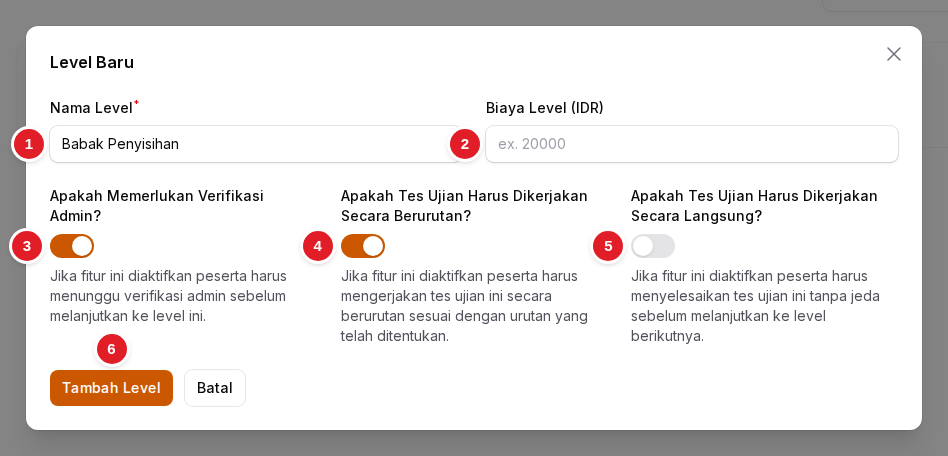 Level Baru
Nama Level*
Biaya Level (IDR)
1
Babak Penyisihan
2
ex. 20000
Apakah Memerlukan Verifikasi
Admin?
3
Jika fitur ini diaktifkan peserta harus
menunggu verifikasi admin sebelum
melanjutkan ke level ini.
Apakah Tes Ujian Harus Dikerjakan
Secara Berurutan?
4
Jika fitur ini diaktifkan peserta harus
mengerjakan tes ujian ini secara
berurutan sesuai dengan urutan yang
telah ditentukan.
Apakah Tes Ujian Harus Dikerjakan
Secara Langsung?
5
Jika fitur ini diaktifkan peserta harus
menyelesaikan tes ujian ini tanpa jeda
sebelum melanjutkan ke level
berikutnya.
6
Tambah Level
Batal